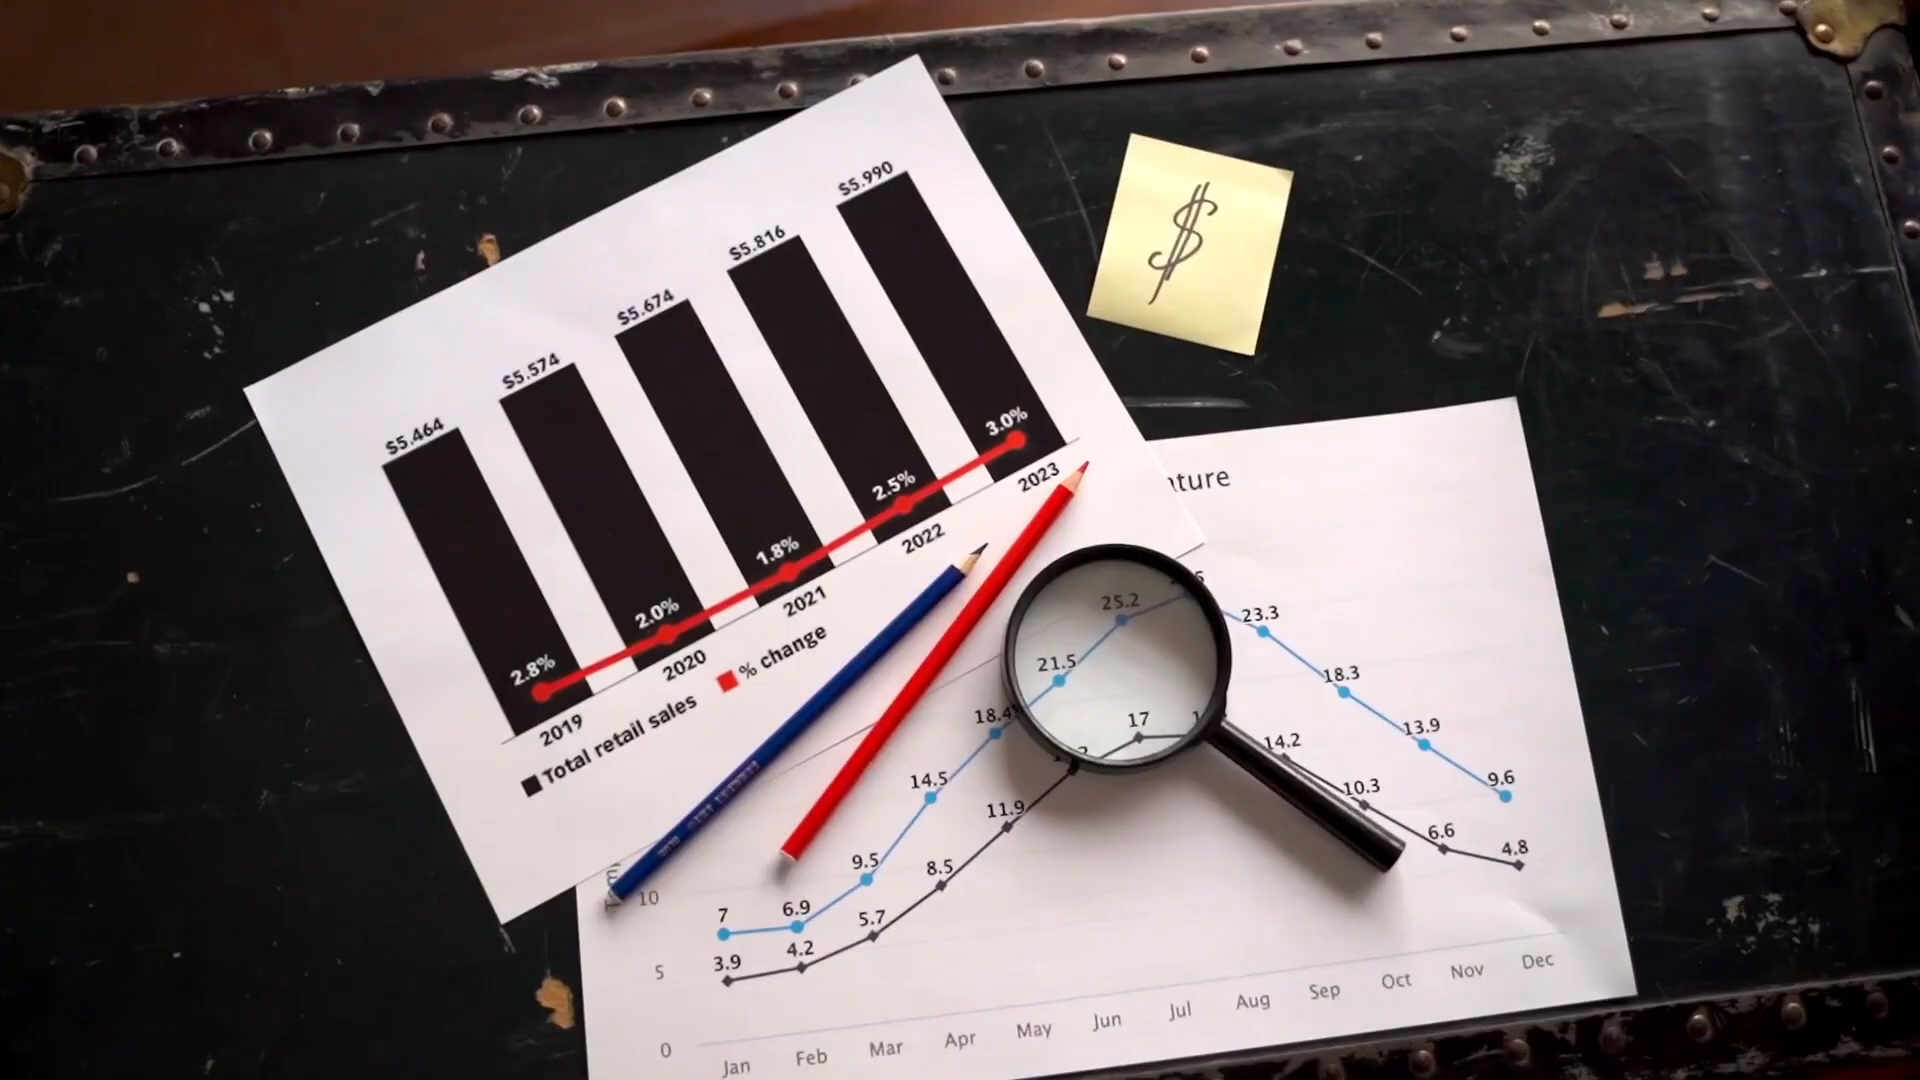 $5.464 $5.574 $5.674 $5.816 $5.990
2.8% 2.0% 1.8% 2.5% 3.0%
2019 2020 2021 2022 2023
Total retail sales % change
$
7 6.9 9.5 14.5 18.4 21.5 25.2 23.3 18.3 13.9 9.6
3.9 4.2 5.7 8.5 11.9 17 14.2 10.3 6.6 4.8
10
5
0
Jan Feb Mar Apr May Jun Jul Aug Sep Oct Nov Dec